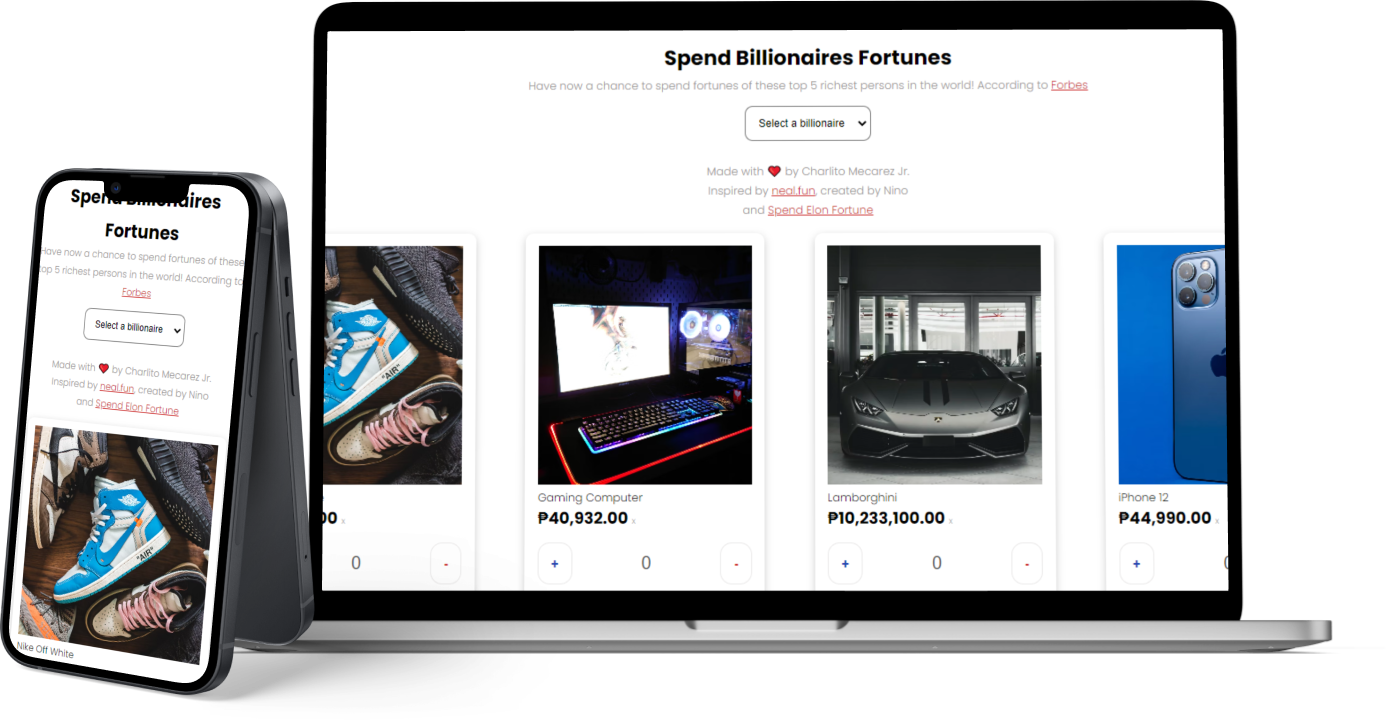 Spend Billionaires Fortunes
Have now a chance to spend fortunes of these top 5 richest persons in the world! According to Forbes
Select a billionaire
Made with ❤ by Charlito Mecarez Jr.
Inspired by neal.fun, created by Nino
and Spend Elon Fortune
"AIR"
Gaming Computer
₱40,932.00 x
Lamborghini
₱10,233,100.00 x
iPhone 12
₱44,990.00 x
00 x
0 -
+ 0 -
+ 0 -
+ 0
Spend Billionaires
Fortunes
Have now a chance to spend fortunes of these
top 5 richest persons in the world! According to
Forbes
Select a billionaire
Made with ❤ by Charlito Mecarez Jr.
Inspired by neal.fun, created by Nino
and Spend Elon Fortune
"AIR"
Nike Off White